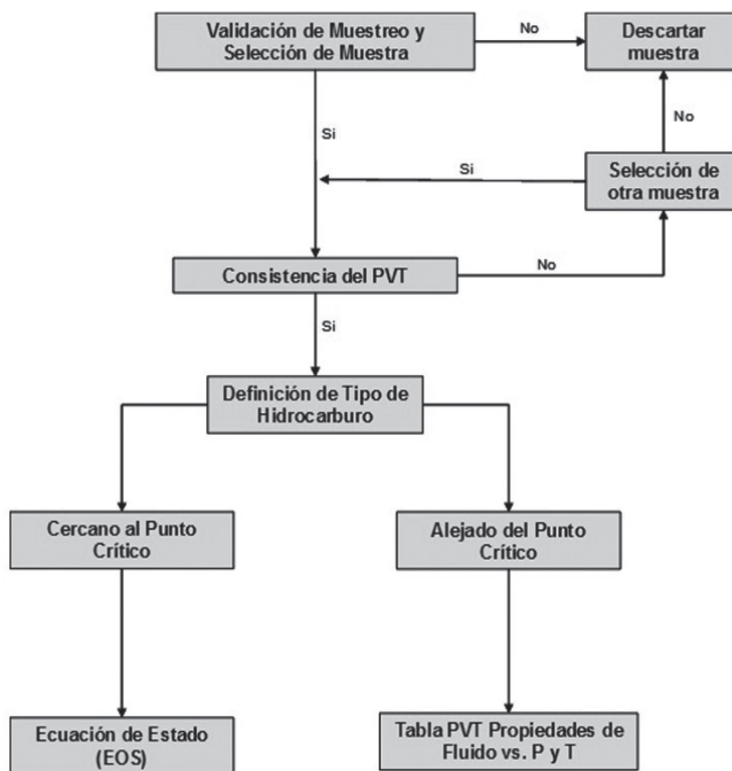 Validación de Muestreo y
Selección de Muestra
No
Descartar
muestra
Si
No
Si
Selección de
otra muestra
Consistencia del PVT
No
Si
Definición de Tipo de
Hidrocarburo
Cercano al Punto
Crítico
Alejado del Punto
Crítico
Ecuación de Estado
(EOS)
Tabla PVT Propiedades de
Fluido vs. P y T